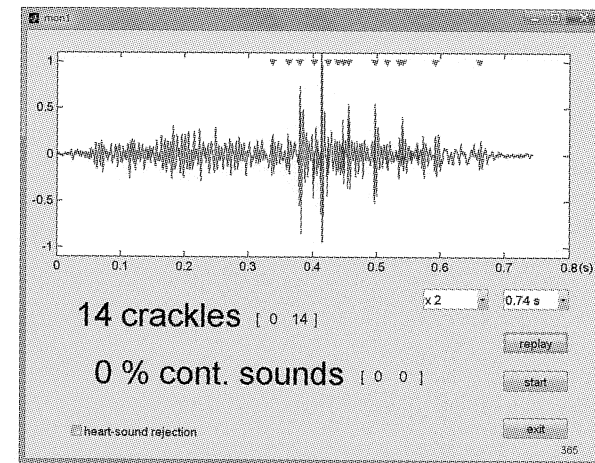 mon1
1
0.5
0
-0.5
-1
0 0.1 0.2 0.3 0.4 0.5 0.6 0.7 0.8 (s)
x 2 0.74 s
14 crackles [ 0 14 ]
replay
0 % cont. sounds [ 0 0 ]
start
heart-sound rejection
exit
365